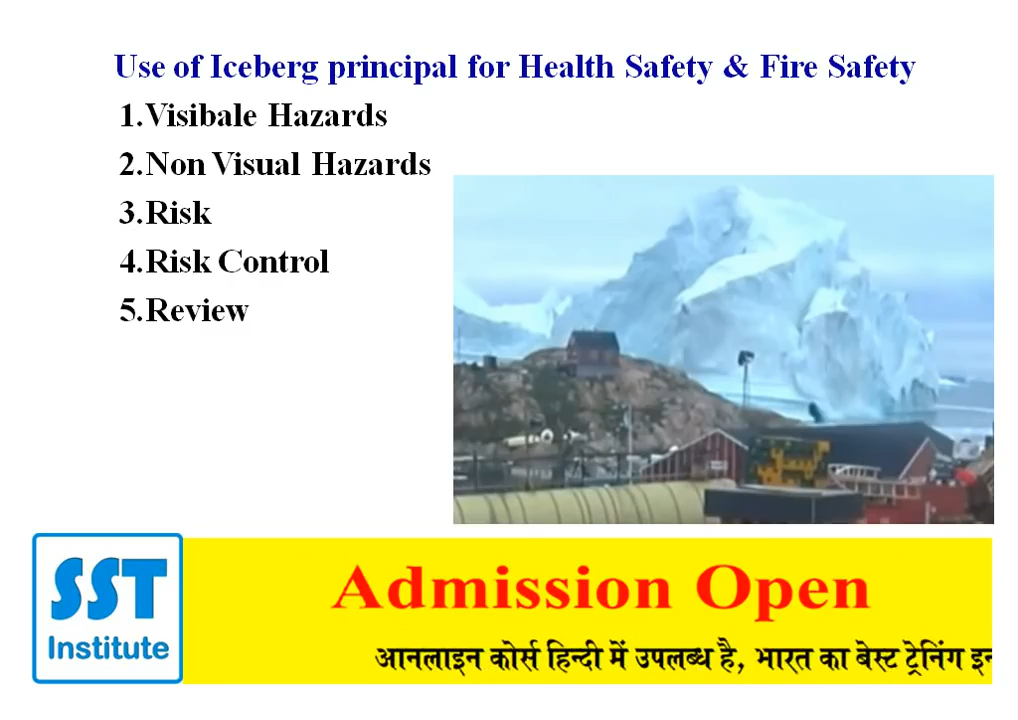 Use of Iceberg principal for Health Safety & Fire Safety
1.Visibale Hazards
2.Non Visual Hazards
3.Risk
4.Risk Control
5.Review
SST
Institute
Admission Open
आनलाइन कोर्स हिन्दी में उपलब्ध है, भारत का बेस्ट ट्रेनिंग